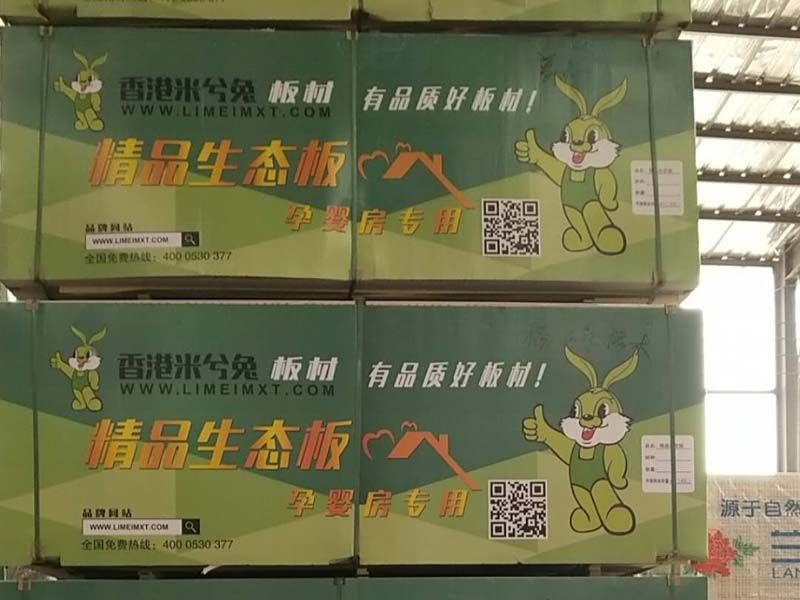 香港米兮兔 板材 有品质好板材!
WWW.LIMEIMXT.COM
精品生态板
孕婴房专用
品牌网站
WWW.LIMEIMXT.COM
全国免费热线：400 0530 377
香港米兮兔 板材 有品质好板材!
WWW.LIMEIMXT.COM
精品生态板
孕婴房专用
品牌网站
WWW.LIMEIMXT.COM
全国免费热线：400 0530 377
源于自然
兰
LAN